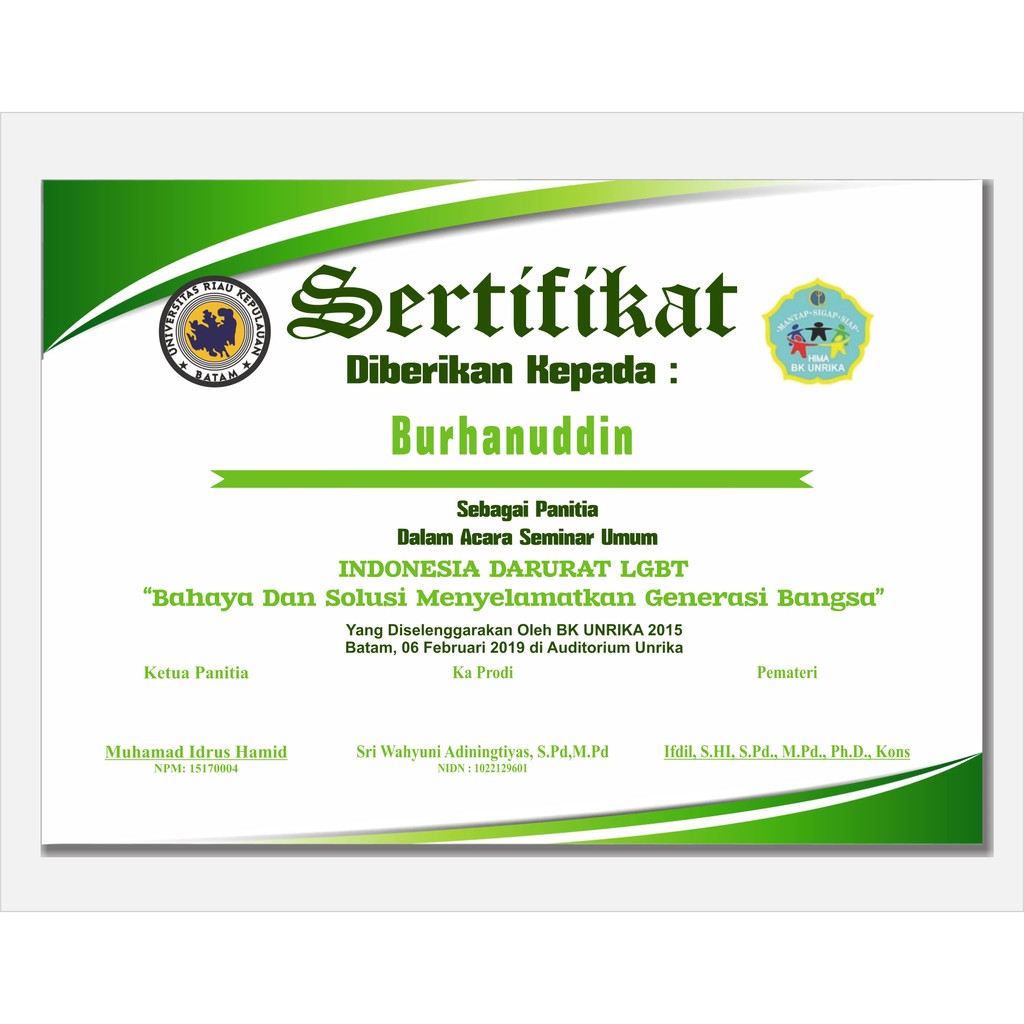 Sertifikat
UNIVERSITAS RIAU KEPULAUAN
BATAM
MANTAP-SIGAP-SIAP
HIMA
BK UNRIKA
Diberikan Kepada :
Burhanuddin
Sebagai Panitia
Dalam Acara Seminar Umum
INDONESIA DARURAT LGBT
“Bahaya Dan Solusi Menyelamatkan Generasi Bangsa”
Yang Diselenggarakan Oleh BK UNRIKA 2015
Batam, 06 Februari 2019 di Auditorium Unrika
Ketua Panitia
Ka Prodi
Pemateri
Muhamad Idrus Hamid
NPM: 15170004
Sri Wahyuni Adiningtiyas, S.Pd,M.Pd
NIDN : 1022129601
Ifdil, S.HI, S.Pd., M.Pd., Ph.D., Kons